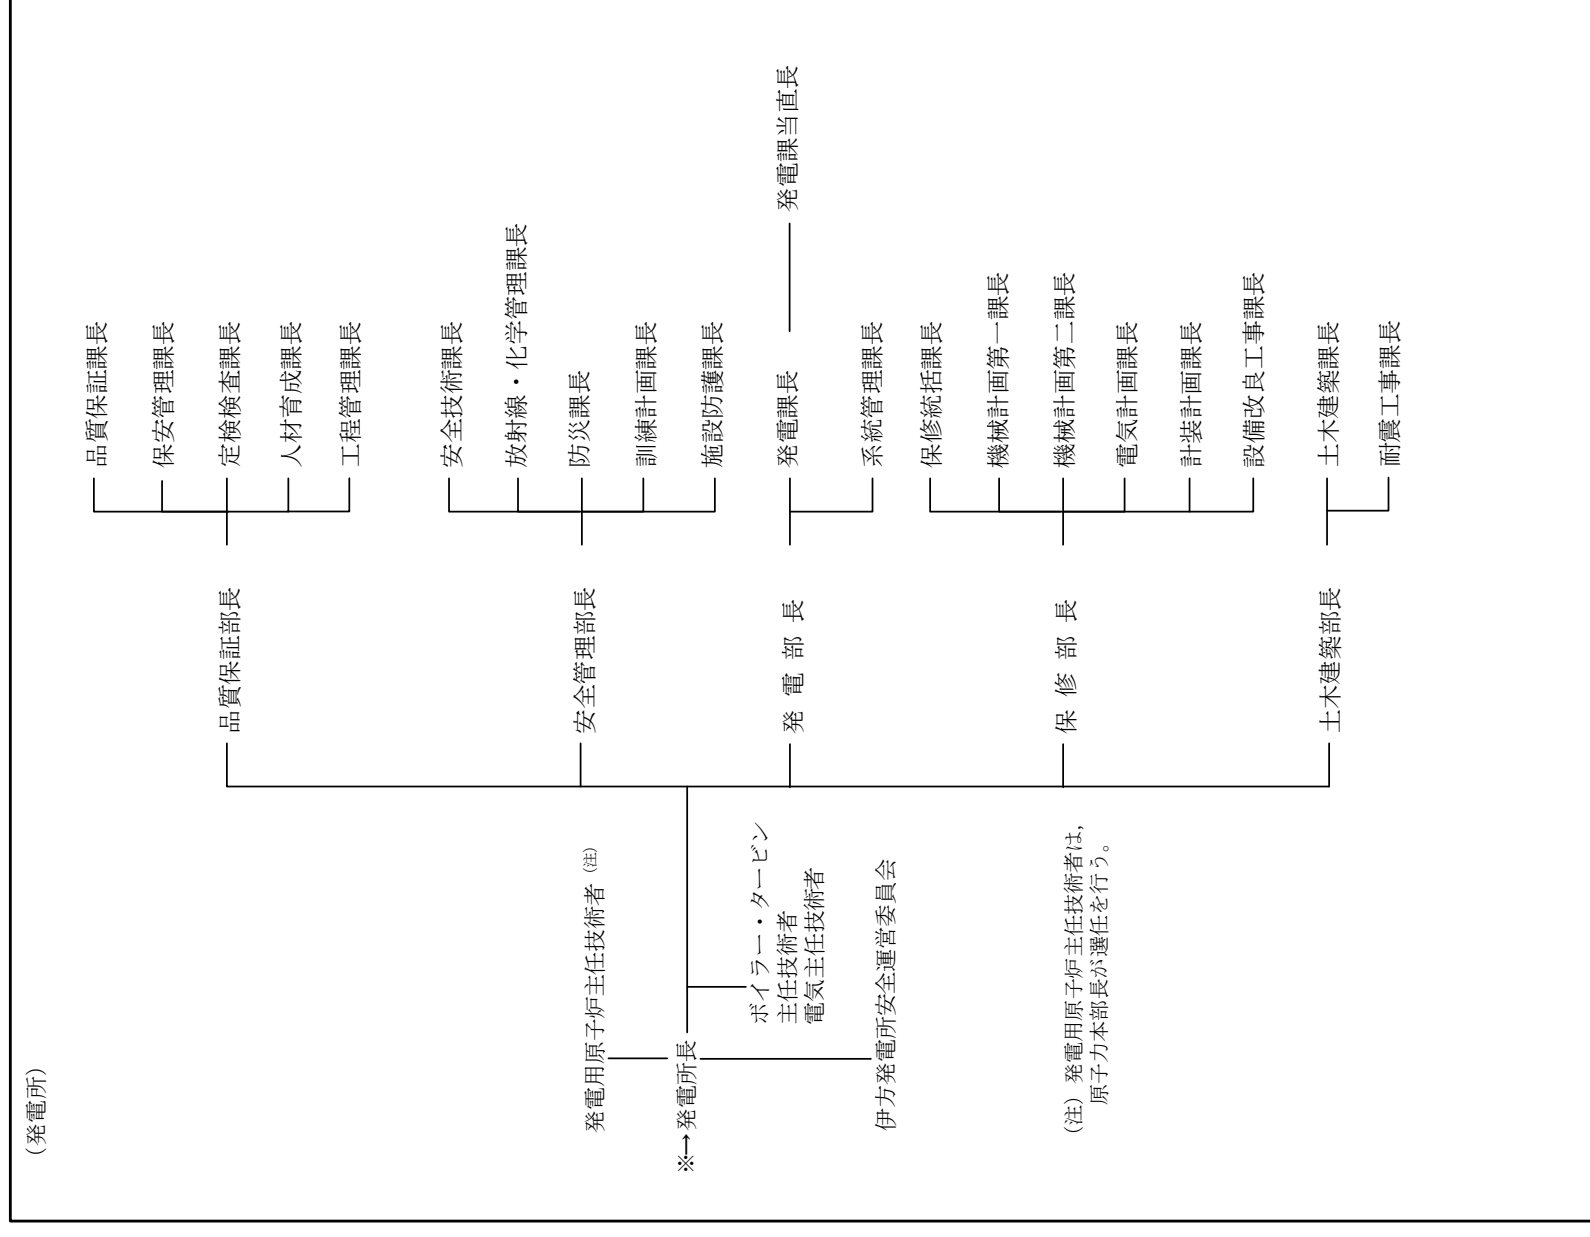 (発電所)
※→発電所長
発電用原子炉主任技術者 (注)
ボイラー・タービン
主任技術者
電気主任技術者
伊方発電所安全運営委員会
(注) 発電用原子炉主任技術者は,
原子力本部長が選任を行う。
品質保証部長
品質保証課長
保安管理課長
定検検査課長
人材育成課長
工程管理課長
安全管理部長
安全技術課長
放射線・化学管理課長
防災課長
訓練計画課長
施設防護課長
発電部長
発電課長
発電課当直長
系統管理課長
保修部長
保修統括課長
機械計画第一課長
機械計画第二課長
電気計画課長
計装計画課長
設備改良工事課長
土木建築部長
土木建築課長
耐震工事課長